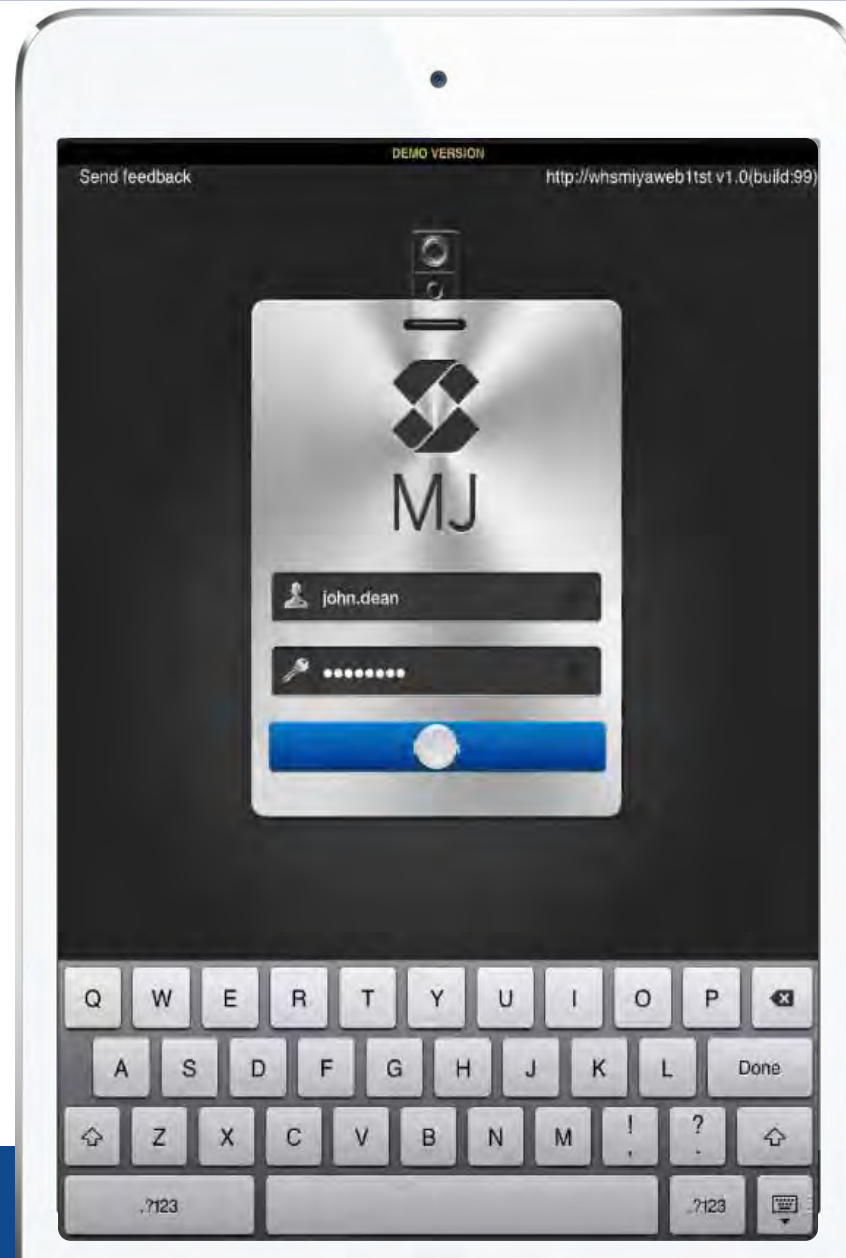 DEMO VERSION
Send feedback http://whsmiyaweb1tst v1.0(build:99)
MJ
john.dean
••••••••
Q W E R T Y U I O P
A S D F G H J K L Done
Z X C V B N M ! , ? .
.?123 .?123